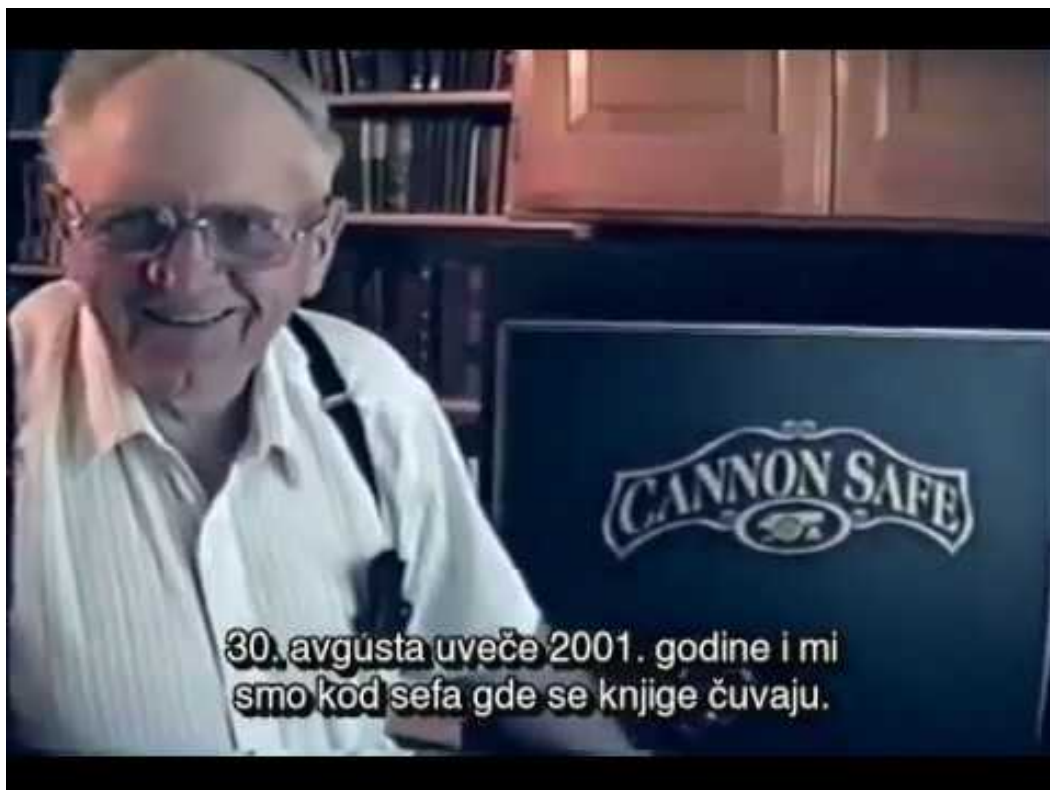 CANNON SAFE
30. avgusta uveče 2001. godine i mi
smo kod sefa gde se knjige čuvaju.